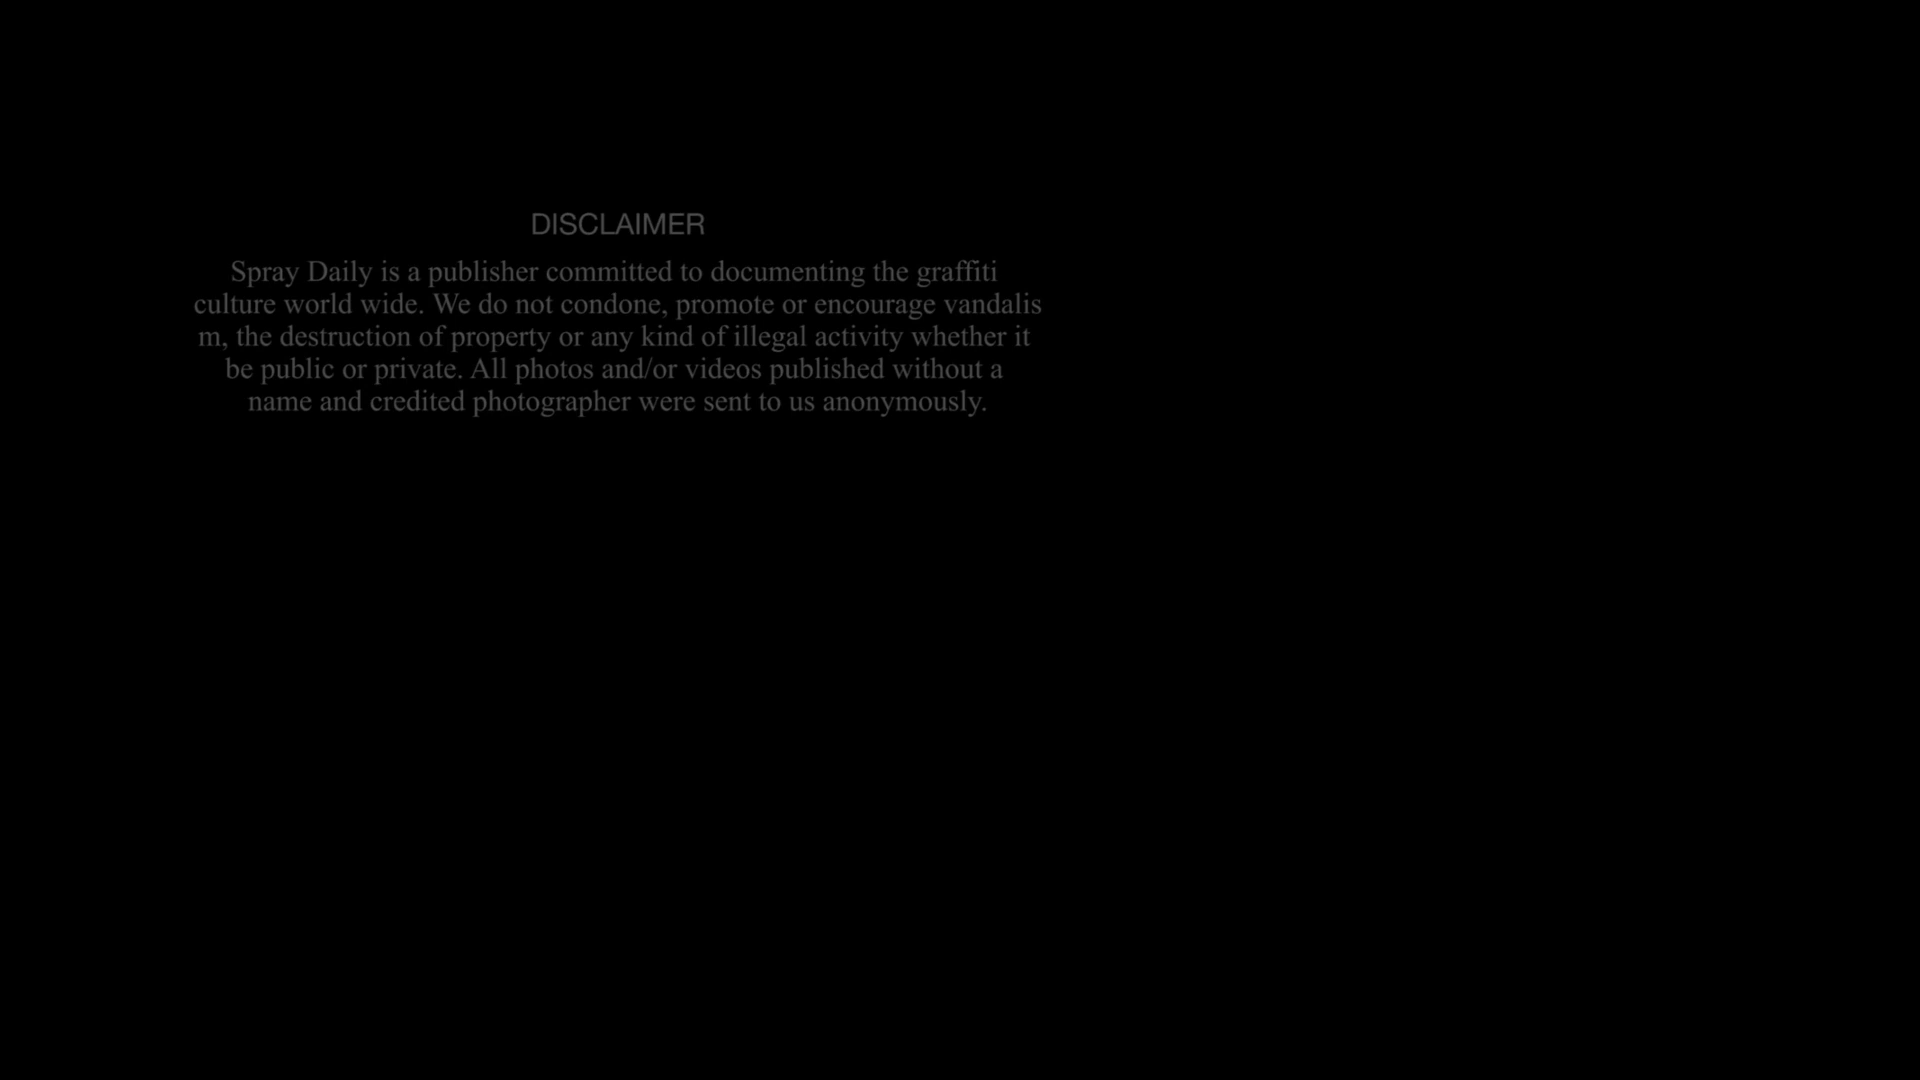 DISCLAIMER
Spray Daily is a publisher committed to documenting the graffiti
culture world wide. We do not condone, promote or encourage vandalis
m, the destruction of property or any kind of illegal activity whether it
be public or private. All photos and/or videos published without a
name and credited photographer were sent to us anonymously.